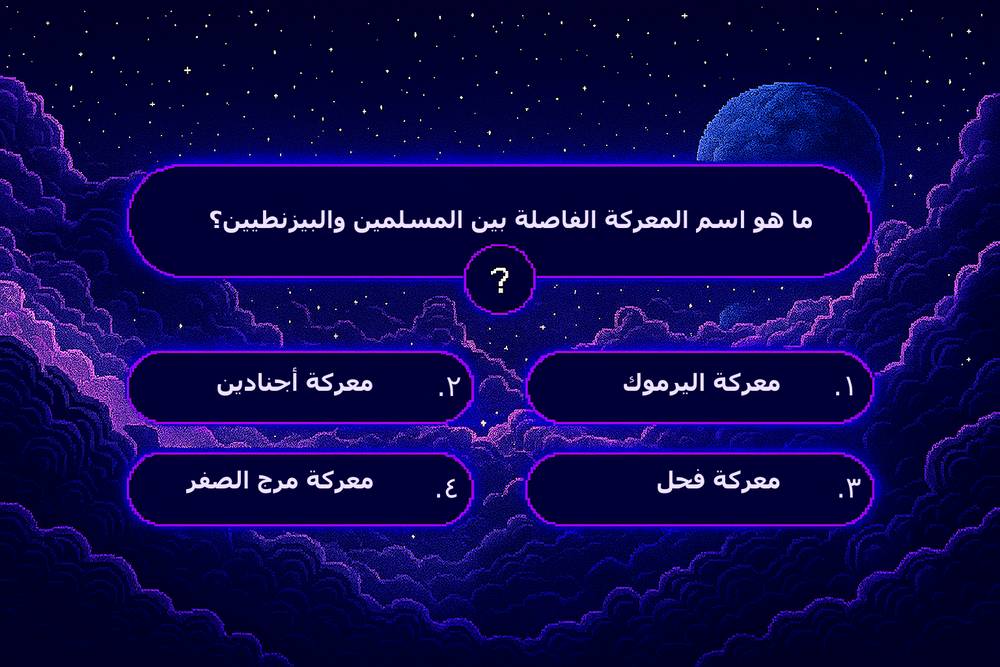 ما هو اسم المعركة الفاصلة بين المسلمين والبيزنطيين؟
?
١. معركة اليرموك
٢. معركة أجنادين
٣. معركة فحل
٤. معركة مرج الصفر